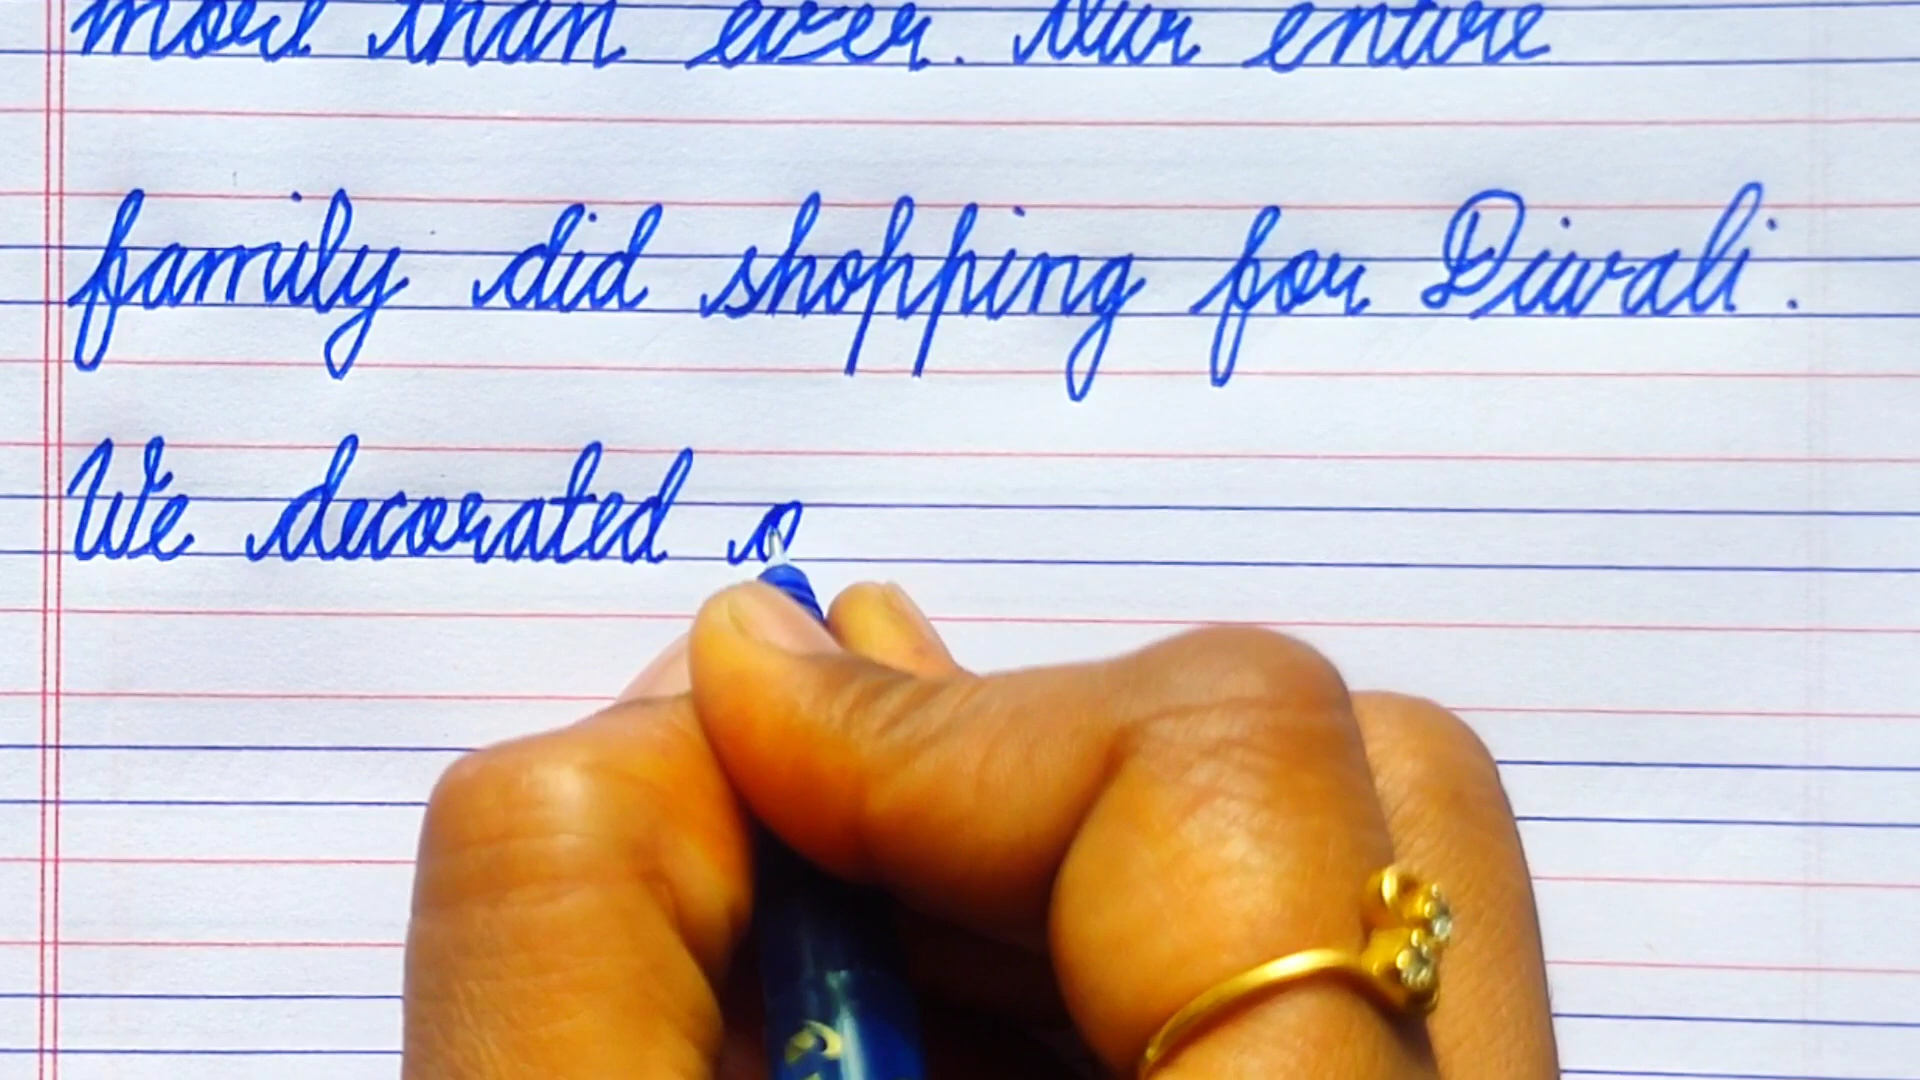 more than ever. Our entire
family did shopping for Diwali.
We decorated o